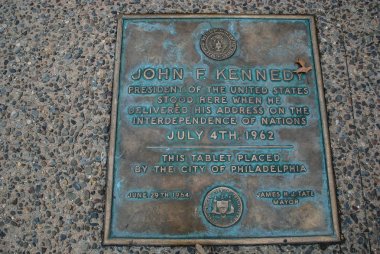 JOHN F. KENNEDY
PRESIDENT OF THE UNITED STATES
STOOD HERE WHEN HE
DELIVERED HIS ADDRESS ON THE
INTERDEPENDENCE OF NATIONS
JULY 4TH, 1962
THIS TABLET PLACED
BY THE CITY OF PHILADELPHIA
JUNE 29TH 1964
JAMES H. J. TATE
MAYOR